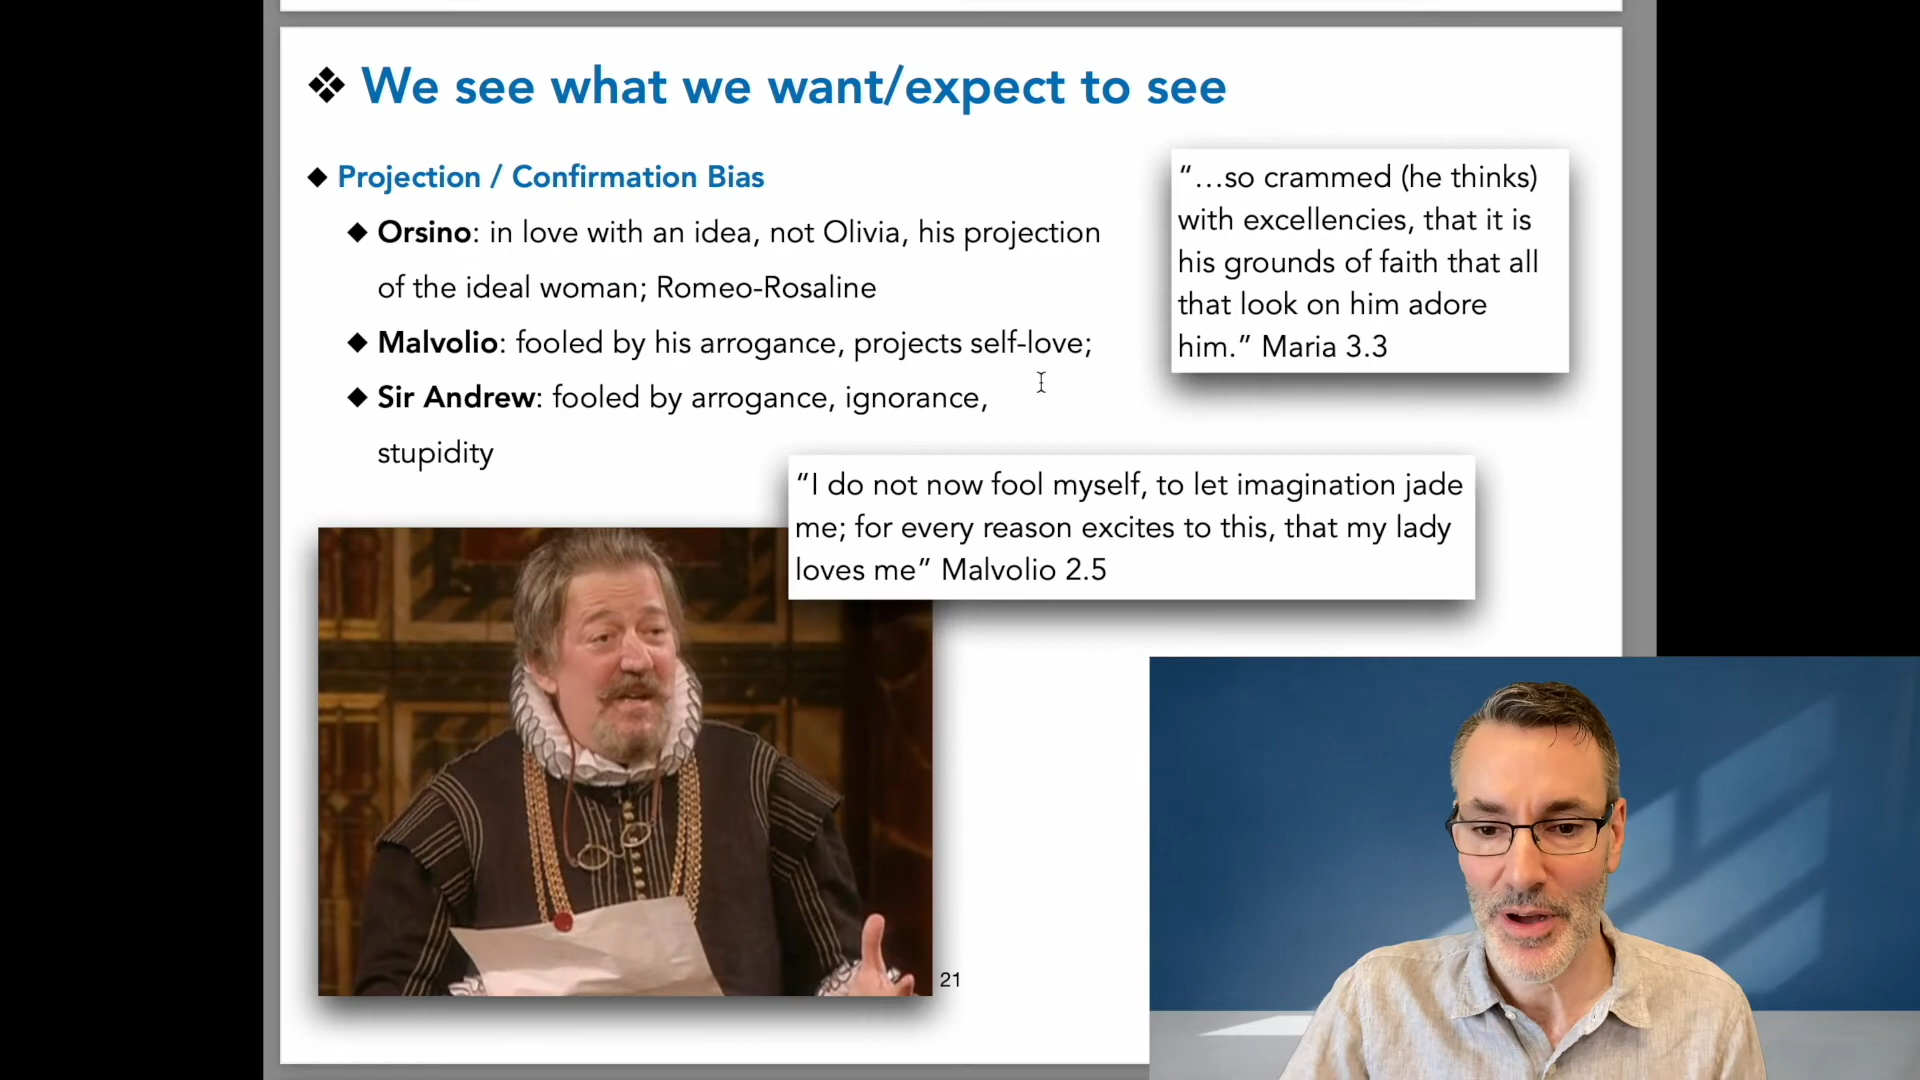 ❖ We see what we want/expect to see
◆ Projection / Confirmation Bias
◆ Orsino: in love with an idea, not Olivia, his projection
of the ideal woman; Romeo-Rosaline
◆ Malvolio: fooled by his arrogance, projects self-love;
◆ Sir Andrew: fooled by arrogance, ignorance,
stupidity
“…so crammed (he thinks)
with excellencies, that it is
his grounds of faith that all
that look on him adore
him.” Maria 3.3
“I do not now fool myself, to let imagination jade
me; for every reason excites to this, that my lady
loves me” Malvolio 2.5
21